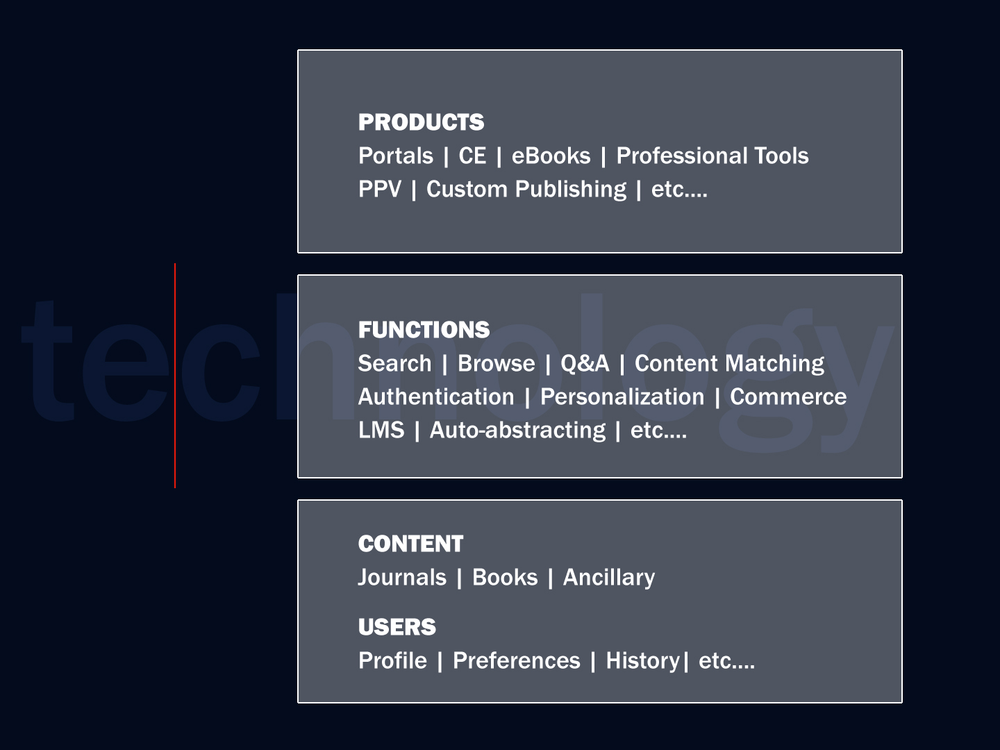 technology
PRODUCTS
Portals | CE | eBooks | Professional Tools
PPV | Custom Publishing | etc....
FUNCTIONS
Search | Browse | Q&A | Content Matching
Authentication | Personalization | Commerce
LMS | Auto-abstracting | etc....
CONTENT
Journals | Books | Ancillary
USERS
Profile | Preferences | History| etc....